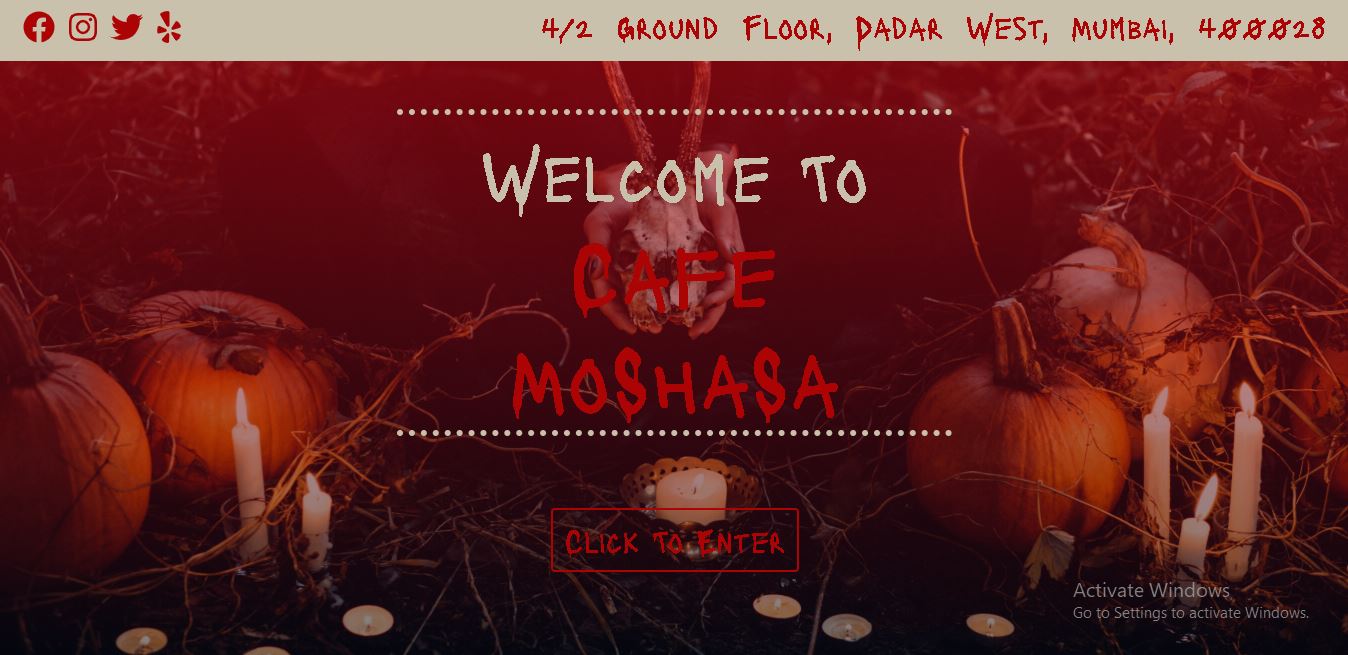 4/2 Ground Floor, Dadar West, Mumbai, 400028
Welcome to
Cafe
Moshasa
Click To Enter
Activate Windows
Go to Settings to activate Windows.